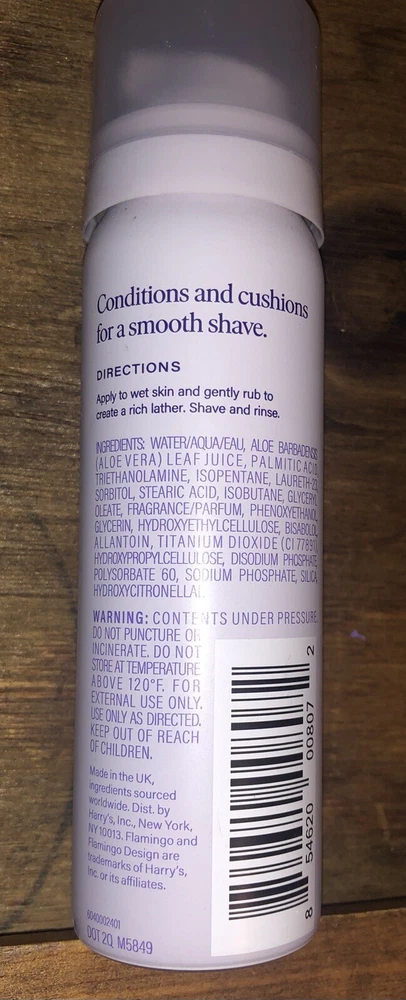 Conditions and cushions
for a smooth shave.
DIRECTIONS
Apply to wet skin and gently rub to
create a rich lather. Shave and rinse.
INGREDIENTS: WATER/AQUA/EAU, ALOE BARBADENSIS
(ALOE VERA) LEAF JUICE, PALMITIC ACID,
TRIETHANOLAMINE, ISOPENTANE, LAURETH-23,
SORBITOL, STEARIC ACID, ISOBUTANE, GLYCERYL
OLEATE, FRAGRANCE/PARFUM, PHENOXYETHANOL,
GLYCERIN, HYDROXYETHYLCELLULOSE, BISABOLOL,
ALLANTOIN, TITANIUM DIOXIDE (CI 77891),
HYDROXYPROPYLCELLULOSE, DISODIUM PHOSPHATE,
POLYSORBATE 60, SODIUM PHOSPHATE, SILICA,
HYDROXYCITRONELLAL
WARNING: CONTENTS UNDER PRESSURE.
DO NOT PUNCTURE OR
INCINERATE. DO NOT
STORE AT TEMPERATURE
ABOVE 120°F. FOR
EXTERNAL USE ONLY.
USE ONLY AS DIRECTED.
KEEP OUT OF REACH
OF CHILDREN.
Made in the UK,
ingredients sourced
worldwide. Dist. by
Harry's, Inc., New York,
NY 10013. Flamingo and
Flamingo Design are
trademarks of Harry's,
Inc. or its affiliates.
8040002401
DOT 2Q M5849
8 54620 00807 2